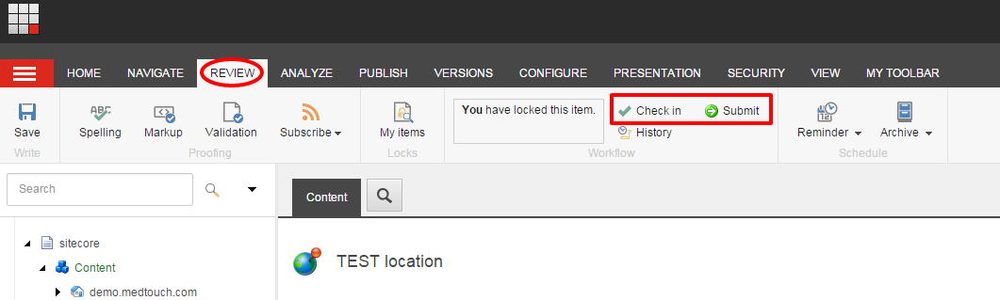 HOME NAVIGATE REVIEW ANALYZE PUBLISH VERSIONS CONFIGURE PRESENTATION SECURITY VIEW MY TOOLBAR
ABC
You have locked this item. Check in Submit
12
Save Spelling Markup Validation Subscribe My items History Reminder Archive
Write Proofing Locks Workflow Schedule
Search
Content
sitecore
TEST location
Content
demo.medtouch.com